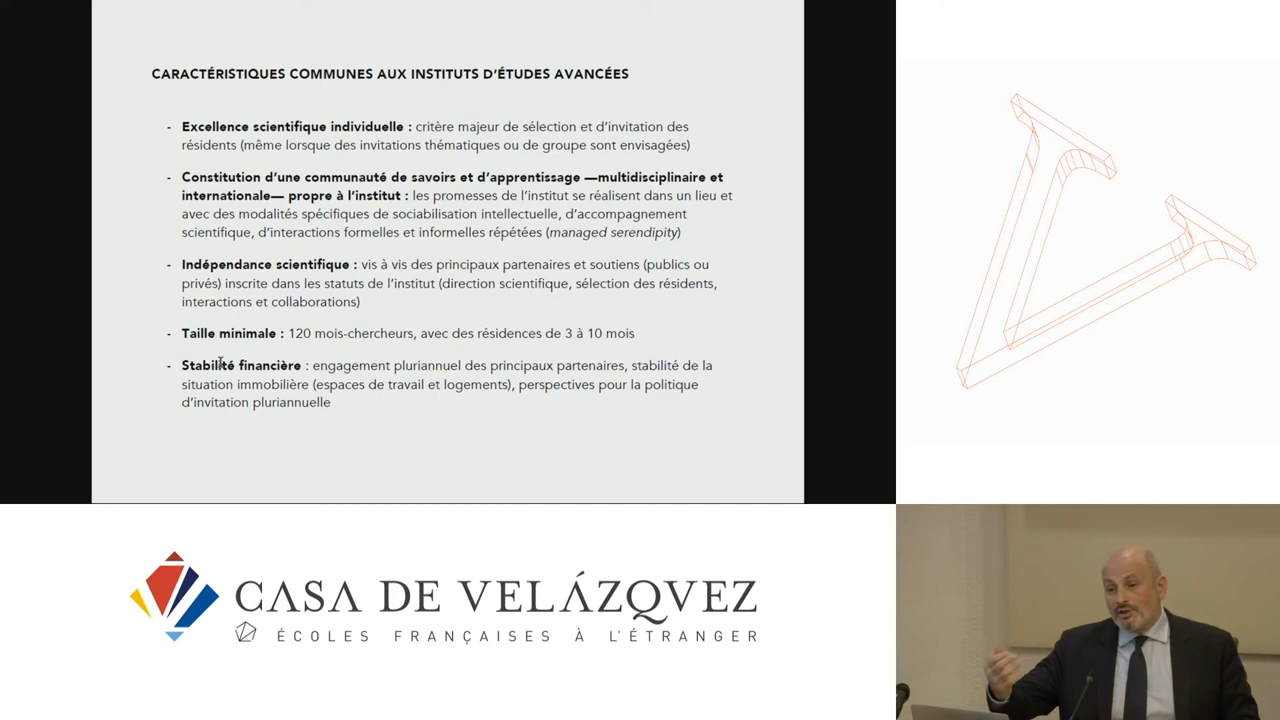 CARACTÉRISTIQUES COMMUNES AUX INSTITUTS D'ÉTUDES AVANCÉES
- Excellence scientifique individuelle : critère majeur de sélection et d'invitation des
résidents (même lorsque des invitations thématiques ou de groupe sont envisagées)
- Constitution d'une communauté de savoirs et d'apprentissage —multidisciplinaire et
internationale— propre à l'institut : les promesses de l'institut se réalisent dans un lieu et
avec des modalités spécifiques de sociabilisation intellectuelle, d'accompagnement
scientifique, d'interactions formelles et informelles répétées (managed serendipity)
- Indépendance scientifique : vis à vis des principaux partenaires et soutiens (publics ou
privés) inscrite dans les statuts de l'institut (direction scientifique, sélection des résidents,
interactions et collaborations)
- Taille minimale : 120 mois-chercheurs, avec des résidences de 3 à 10 mois
- Stabilité financière : engagement pluriannuel des principaux partenaires, stabilité de la
situation immobilière (espaces de travail et logements), perspectives pour la politique
d'invitation pluriannuelle
CASA DE VELÁZQVEZ
ÉCOLES FRANÇAISES À L'ÉTRANGER